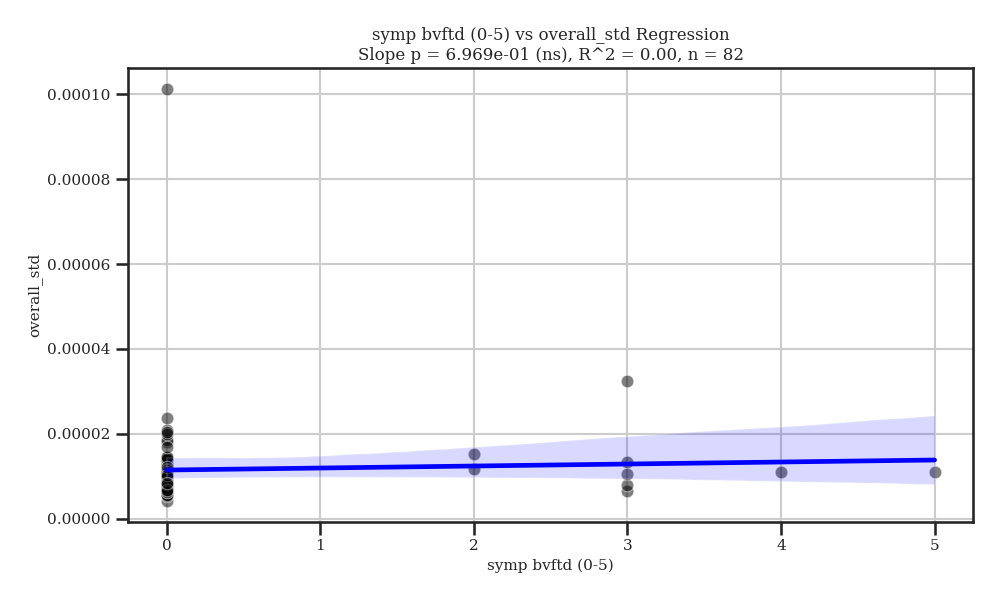 symp bvftd (0-5) vs overall_std Regression
Slope p = 6.969e-01 (ns), R^2 = 0.00, n = 82
0.00010
0.00008
0.00006
0.00004
0.00002
0.00000
overall_std
0 1 2 3 4 5
symp bvftd (0-5)